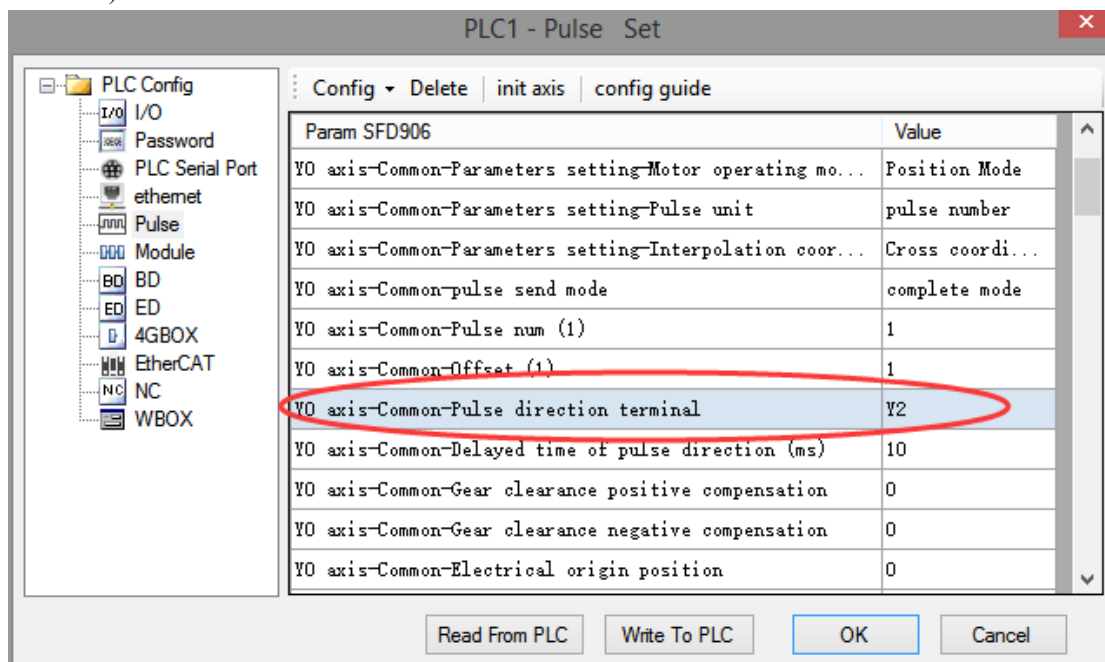 PLC1 - Pulse Set
PLC Config
I/O I/O
Password
PLC Serial Port
ethernet
Pulse
Module
BD BD
ED ED
4GBOX
EtherCAT
NC NC
WBOX
Config Delete init axis config guide
Param SFD906 Value
Y0 axis-Common-Parameters setting-Motor operating mo... Position Mode
Y0 axis-Common-Parameters setting-Pulse unit pulse number
Y0 axis-Common-Parameters setting-Interpolation coor... Cross coordi...
Y0 axis-Common-pulse send mode complete mode
Y0 axis-Common-Pulse num (1) 1
Y0 axis-Common-Offset (1) 1
Y0 axis-Common-Pulse direction terminal Y2
Y0 axis-Common-Delayed time of pulse direction (ms) 10
Y0 axis-Common-Gear clearance positive compensation 0
Y0 axis-Common-Gear clearance negative compensation 0
Y0 axis-Common-Electrical origin position 0
Read From PLC Write To PLC OK Cancel